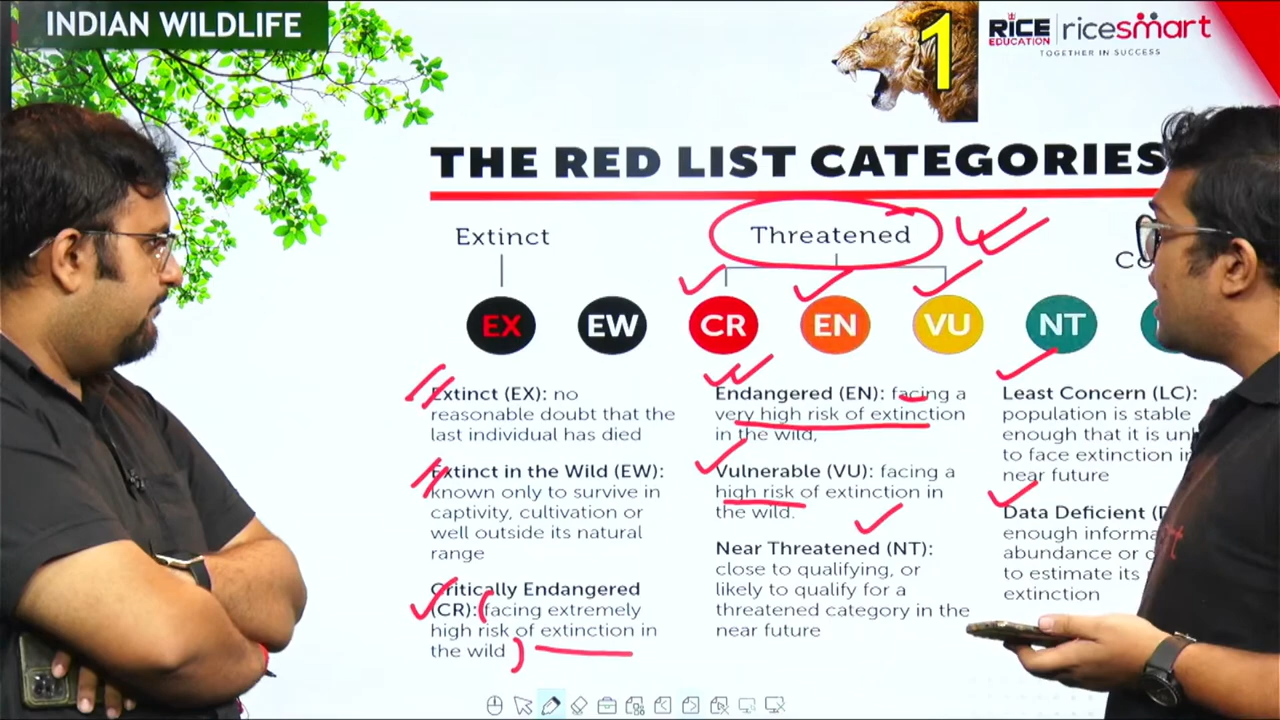 INDIAN WILDLIFE
1
RICE EDUCATION ricesmart
TOGETHER IN SUCCESS
THE RED LIST CATEGORIES
Extinct
Threatened
EX
EW
CR
EN
VU
NT
Extinct (EX): no
reasonable doubt that the
last individual has died
Extinct in the Wild (EW):
known only to survive in
captivity, cultivation or
well outside its natural
range
Critically Endangered
(CR): facing extremely
high risk of extinction in
the wild
Endangered (EN): facing a
very high risk of extinction
in the wild,
Vulnerable (VU): facing a
high risk of extinction in
the wild.
Near Threatened (NT):
close to qualifying, or
likely to qualify for a
threatened category in the
near future
Least Concern (LC):
population is stable
enough that it is
to face extinction
near future
Data Deficient
enough
abundance or
to estimate its
extinction